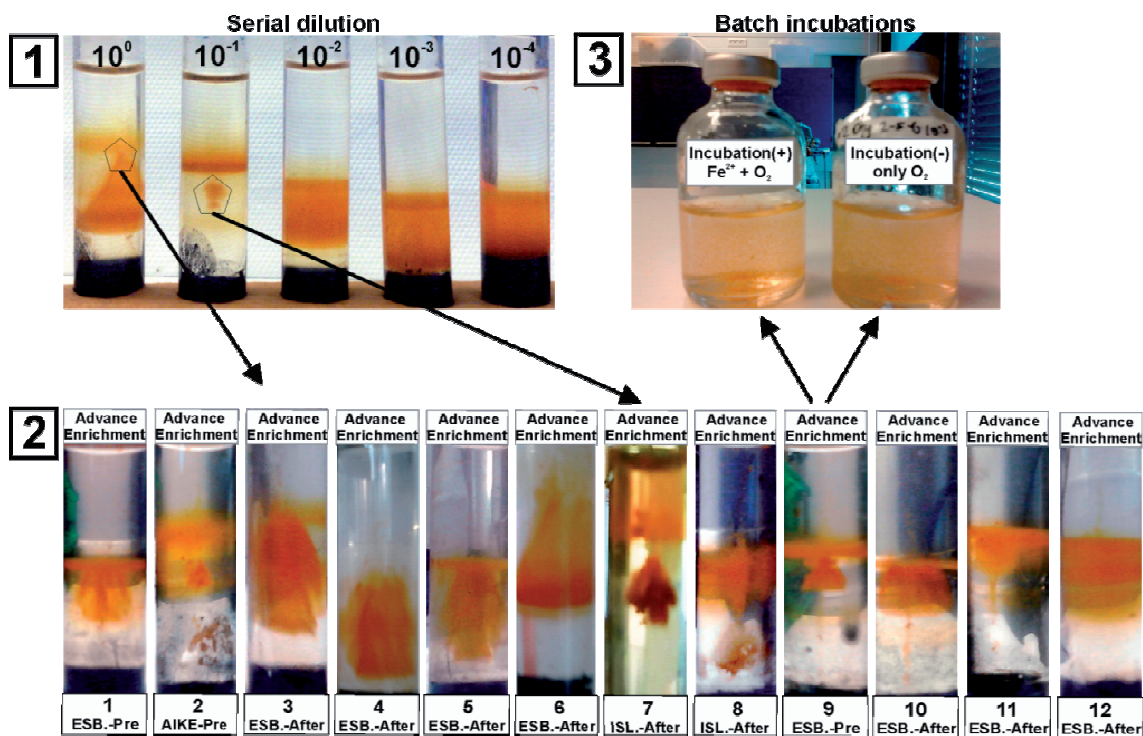 Serial dilution
Batch incubations
1
10⁰
10⁻¹
10⁻²
10⁻³
10⁻⁴
3
Incubation(+)
Fe²⁺ + O₂
Incubation(-)
only O₂
2
Advance
Enrichment
Advance
Enrichment
Advance
Enrichment
Advance
Enrichment
Advance
Enrichment
Advance
Enrichment
Advance
Enrichment
Advance
Enrichment
Advance
Enrichment
Advance
Enrichment
Advance
Enrichment
Advance
Enrichment
1
ESB.-Pre
2
AIKE-Pre
3
ESB.-After
4
ESB.-After
5
ESB.-After
6
ESB.-After
7
ISL.-After
8
ISL.-After
9
ESB.-Pre
10
ESB.-After
11
ESB.-After
12
ESB.-After